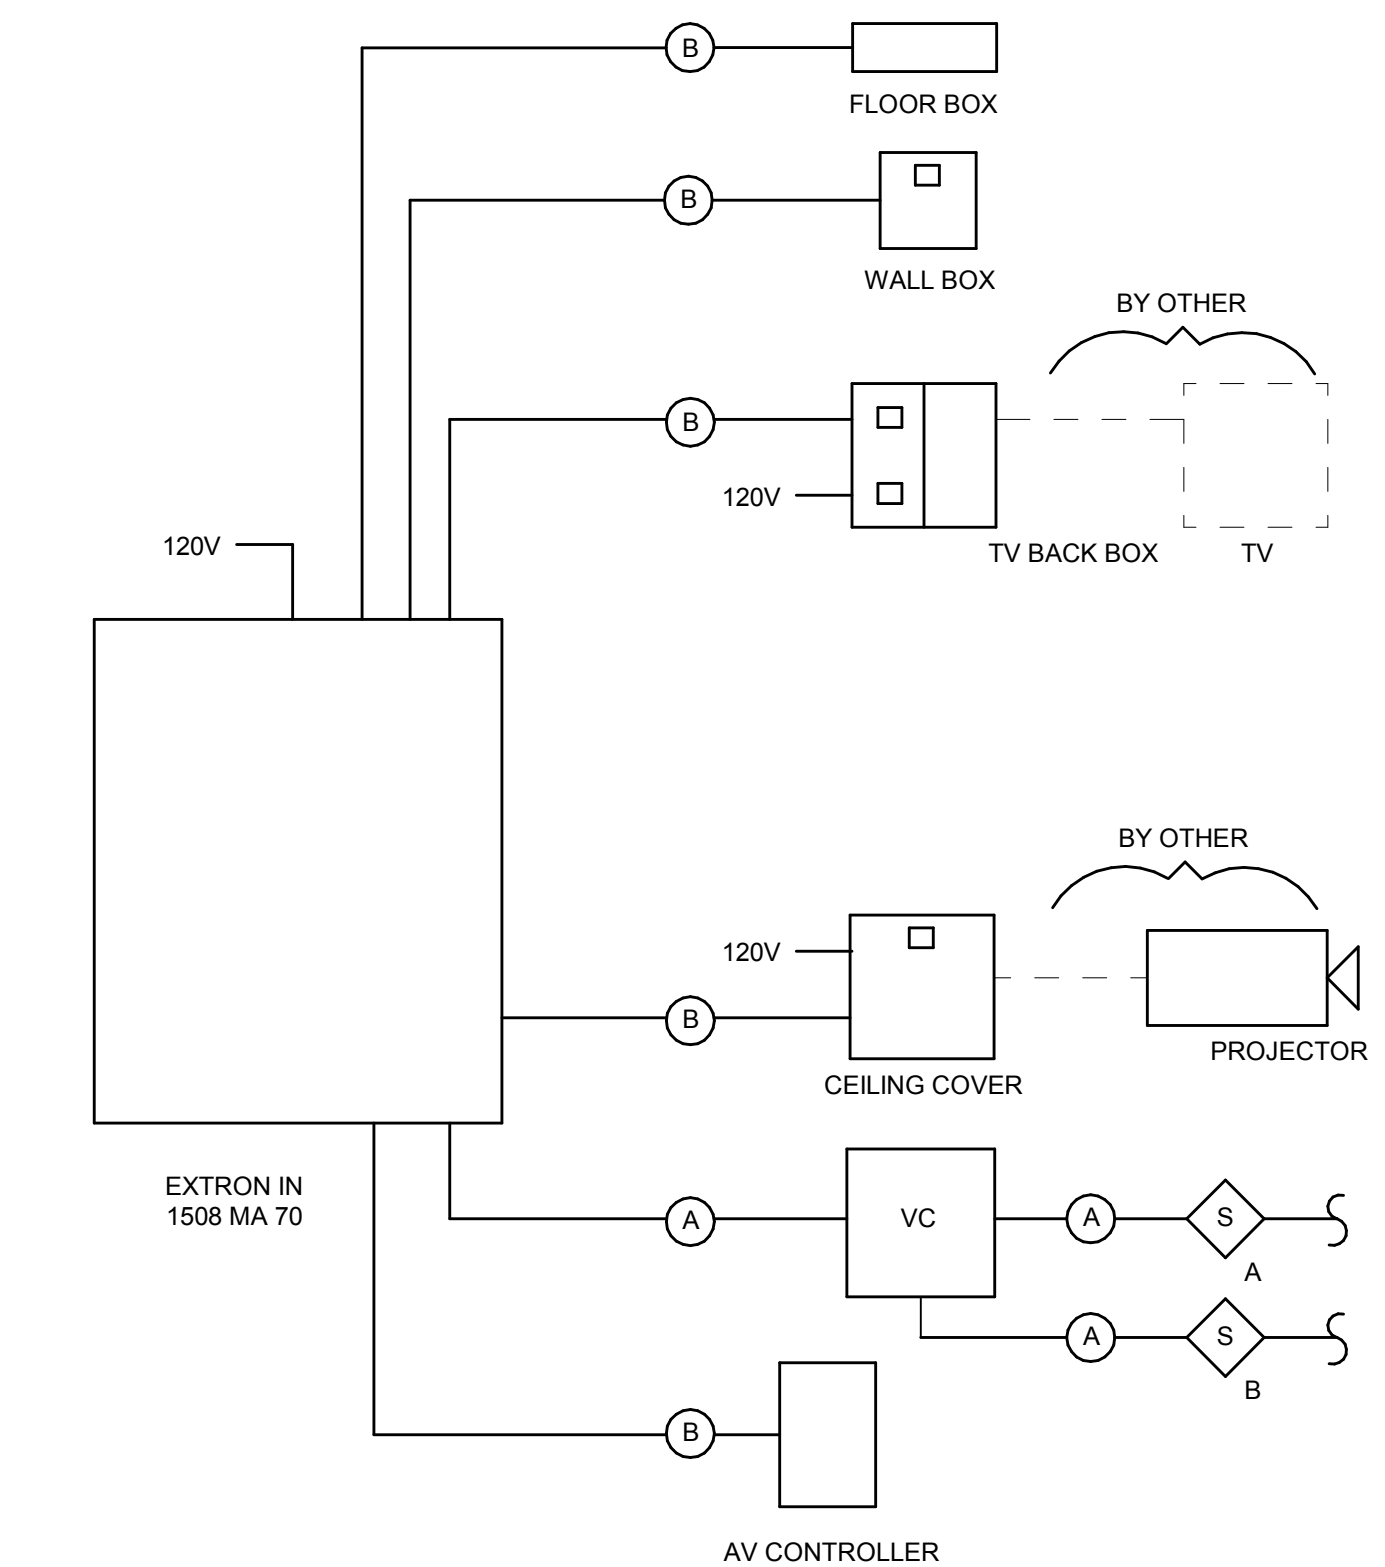 B
FLOOR BOX
B
WALL BOX
BY OTHER
B
120V
TV BACK BOX
TV
120V
BY OTHER
120V
B
PROJECTOR
CEILING COVER
EXTRON IN
1508 MA 70
A
VC
A
S
A
A
S
B
B
AV CONTROLLER